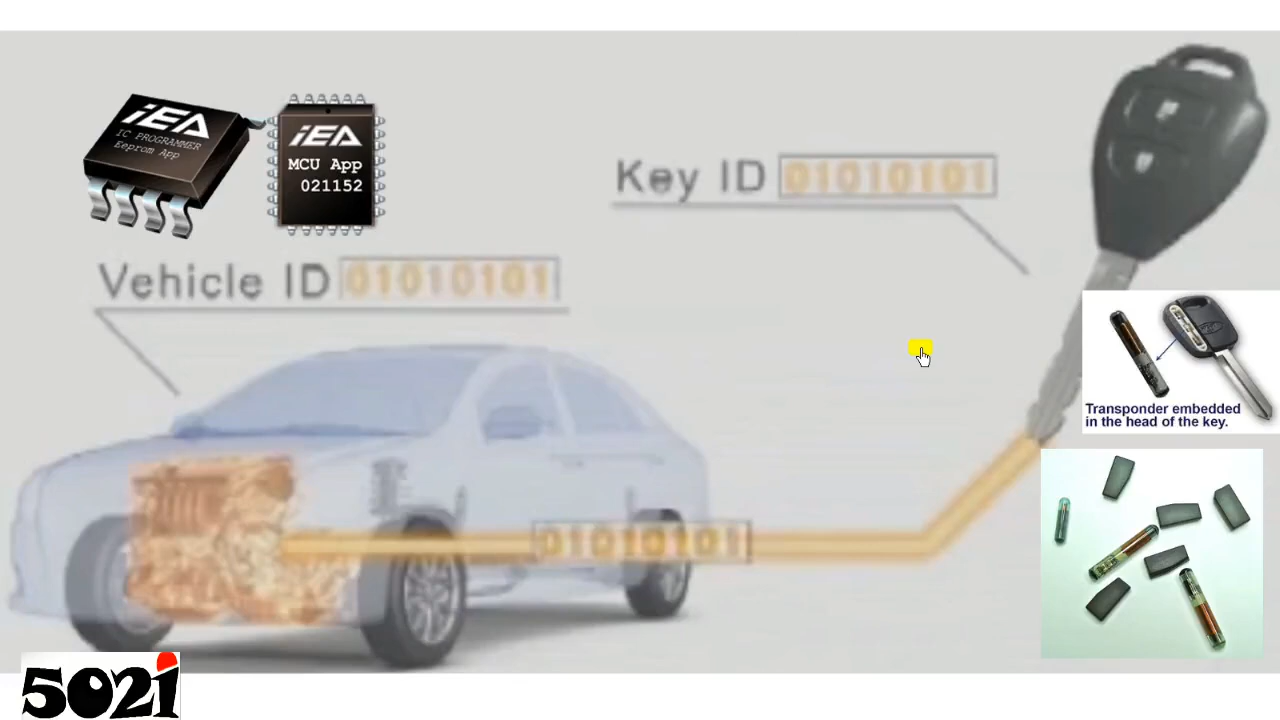 iEA
IC PROGRAMMER
Eeprom App
iEA
MCU App
021152
Key ID 01010101
Vehicle ID 01010101
01010101
Transponder embedded
in the head of the key.
5021